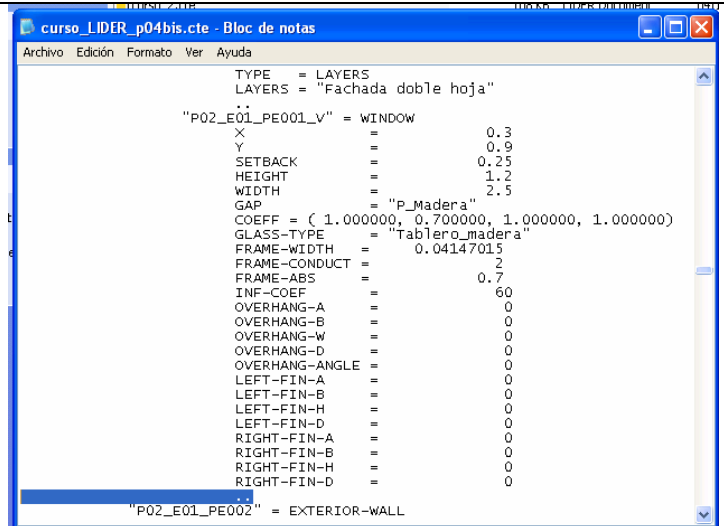 curso_LIDER_p04bis.cte - Bloc de notas
Archivo Edición Formato Ver Ayuda
TYPE = LAYERS
LAYERS = "Fachada doble hoja"
..
"P02_E01_PE001_V" = WINDOW
X = 0.3
Y = 0.9
SETBACK = 0.25
HEIGHT = 1.2
WIDTH = 2.5
GAP = "P_Madera"
COEFF = ( 1.000000, 0.700000, 1.000000, 1.000000)
GLASS-TYPE = "Tablero_madera"
FRAME-WIDTH = 0.04147015
FRAME-CONDUCT = 2
FRAME-ABS = 0.7
INF-COEF = 60
OVERHANG-A = 0
OVERHANG-B = 0
OVERHANG-W = 0
OVERHANG-D = 0
OVERHANG-ANGLE = 0
LEFT-FIN-A = 0
LEFT-FIN-B = 0
LEFT-FIN-H = 0
LEFT-FIN-D = 0
RIGHT-FIN-A = 0
RIGHT-FIN-B = 0
RIGHT-FIN-H = 0
RIGHT-FIN-D = 0
..
"P02_E01_PE002" = EXTERIOR-WALL